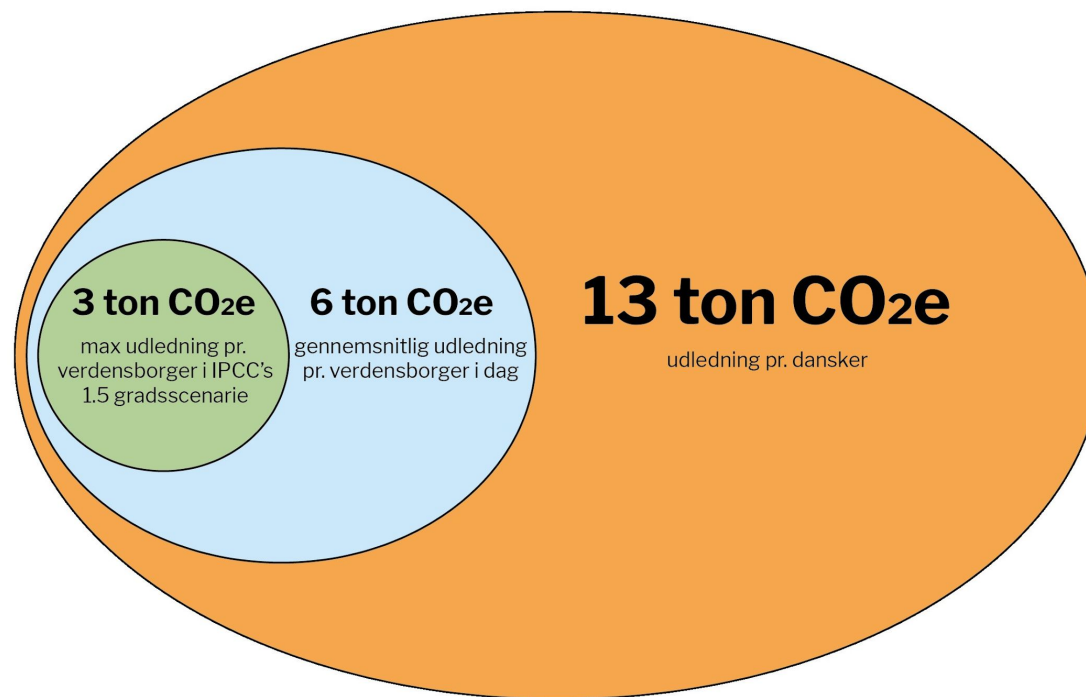 3 ton CO2e
max udledning pr.
verdensborger i IPCC's
1.5 gradsscenarie
6 ton CO2e
gennemsnitlig udledning
pr. verdensborger i dag
13 ton CO2e
udledning pr. dansker